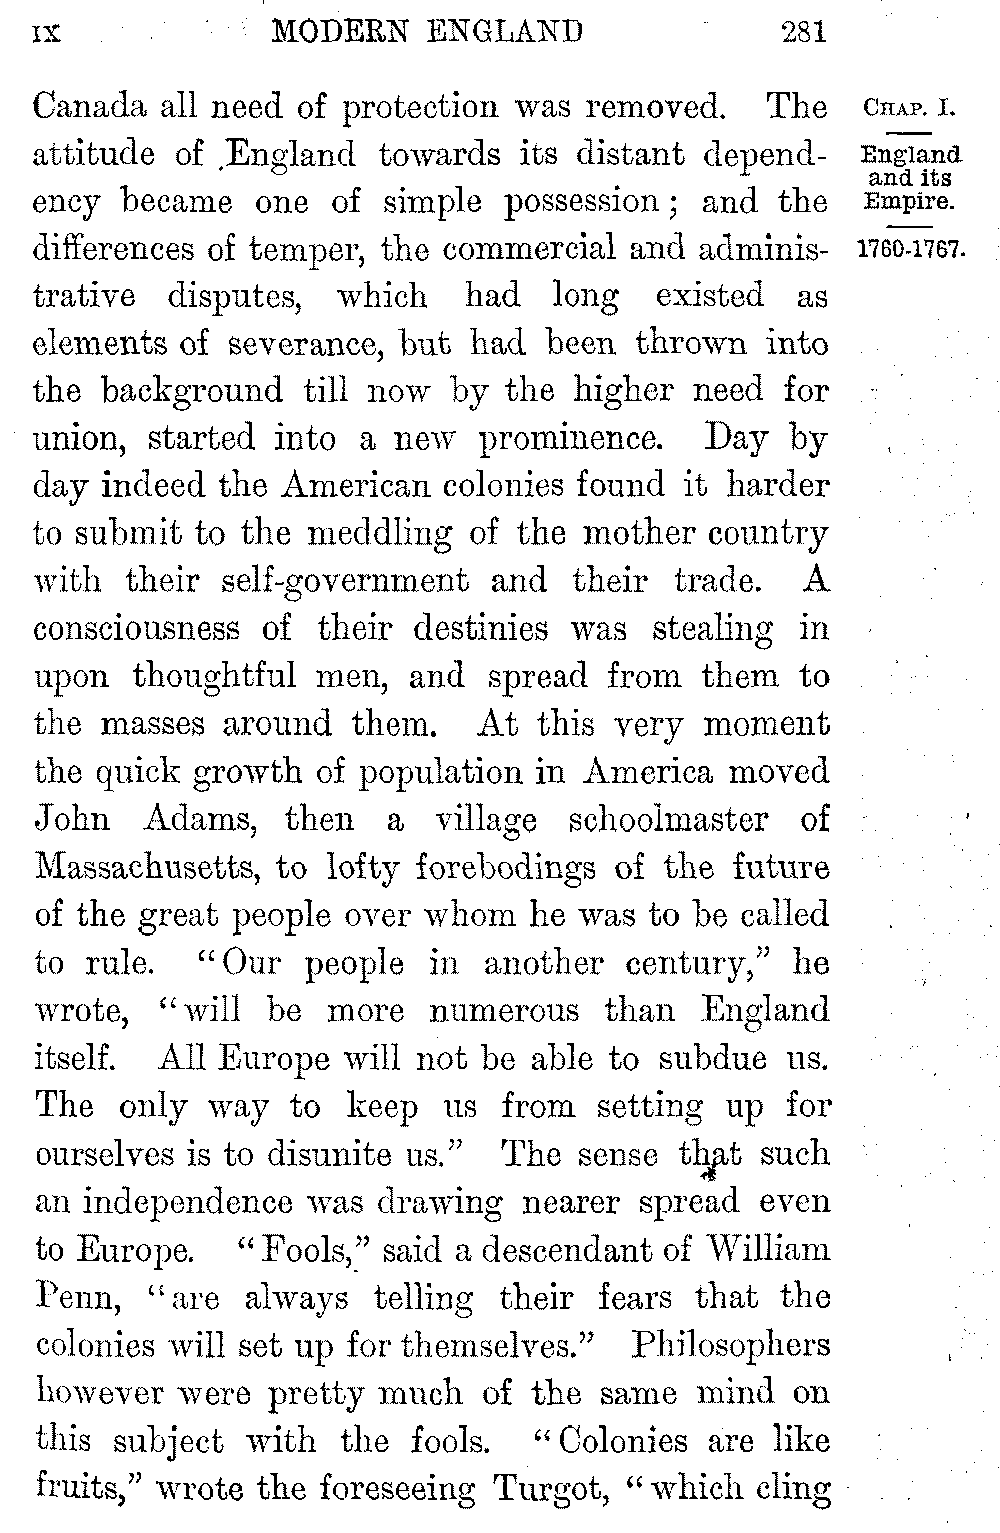 IX MODERN ENGLAND 281
Canada all need of protection was removed. The
attitude of England towards its distant depend-
ency became one of simple possession; and the
differences of temper, the commercial and adminis-
trative disputes, which had long existed as
elements of severance, but had been thrown into
the background till now by the higher need for
union, started into a new prominence. Day by
day indeed the American colonies found it harder
to submit to the meddling of the mother country
with their self-government and their trade. A
consciousness of their destinies was stealing in
upon thoughtful men, and spread from them to
the masses around them. At this very moment
the quick growth of population in America moved
John Adams, then a village schoolmaster of
Massachusetts, to lofty forebodings of the future
of the great people over whom he was to be called
to rule. "Our people in another century," he
wrote, "will be more numerous than England
itself. All Europe will not be able to subdue us.
The only way to keep us from setting up for
ourselves is to disunite us." The sense that such
an independence was drawing nearer spread even
to Europe. "Fools," said a descendant of William
Penn, "are always telling their fears that the
colonies will set up for themselves." Philosophers
however were pretty much of the same mind on
this subject with the fools. "Colonies are like
fruits," wrote the foreseeing Turgot, "which cling
CHAP. I.
England
and its
Empire.
1760-1767.